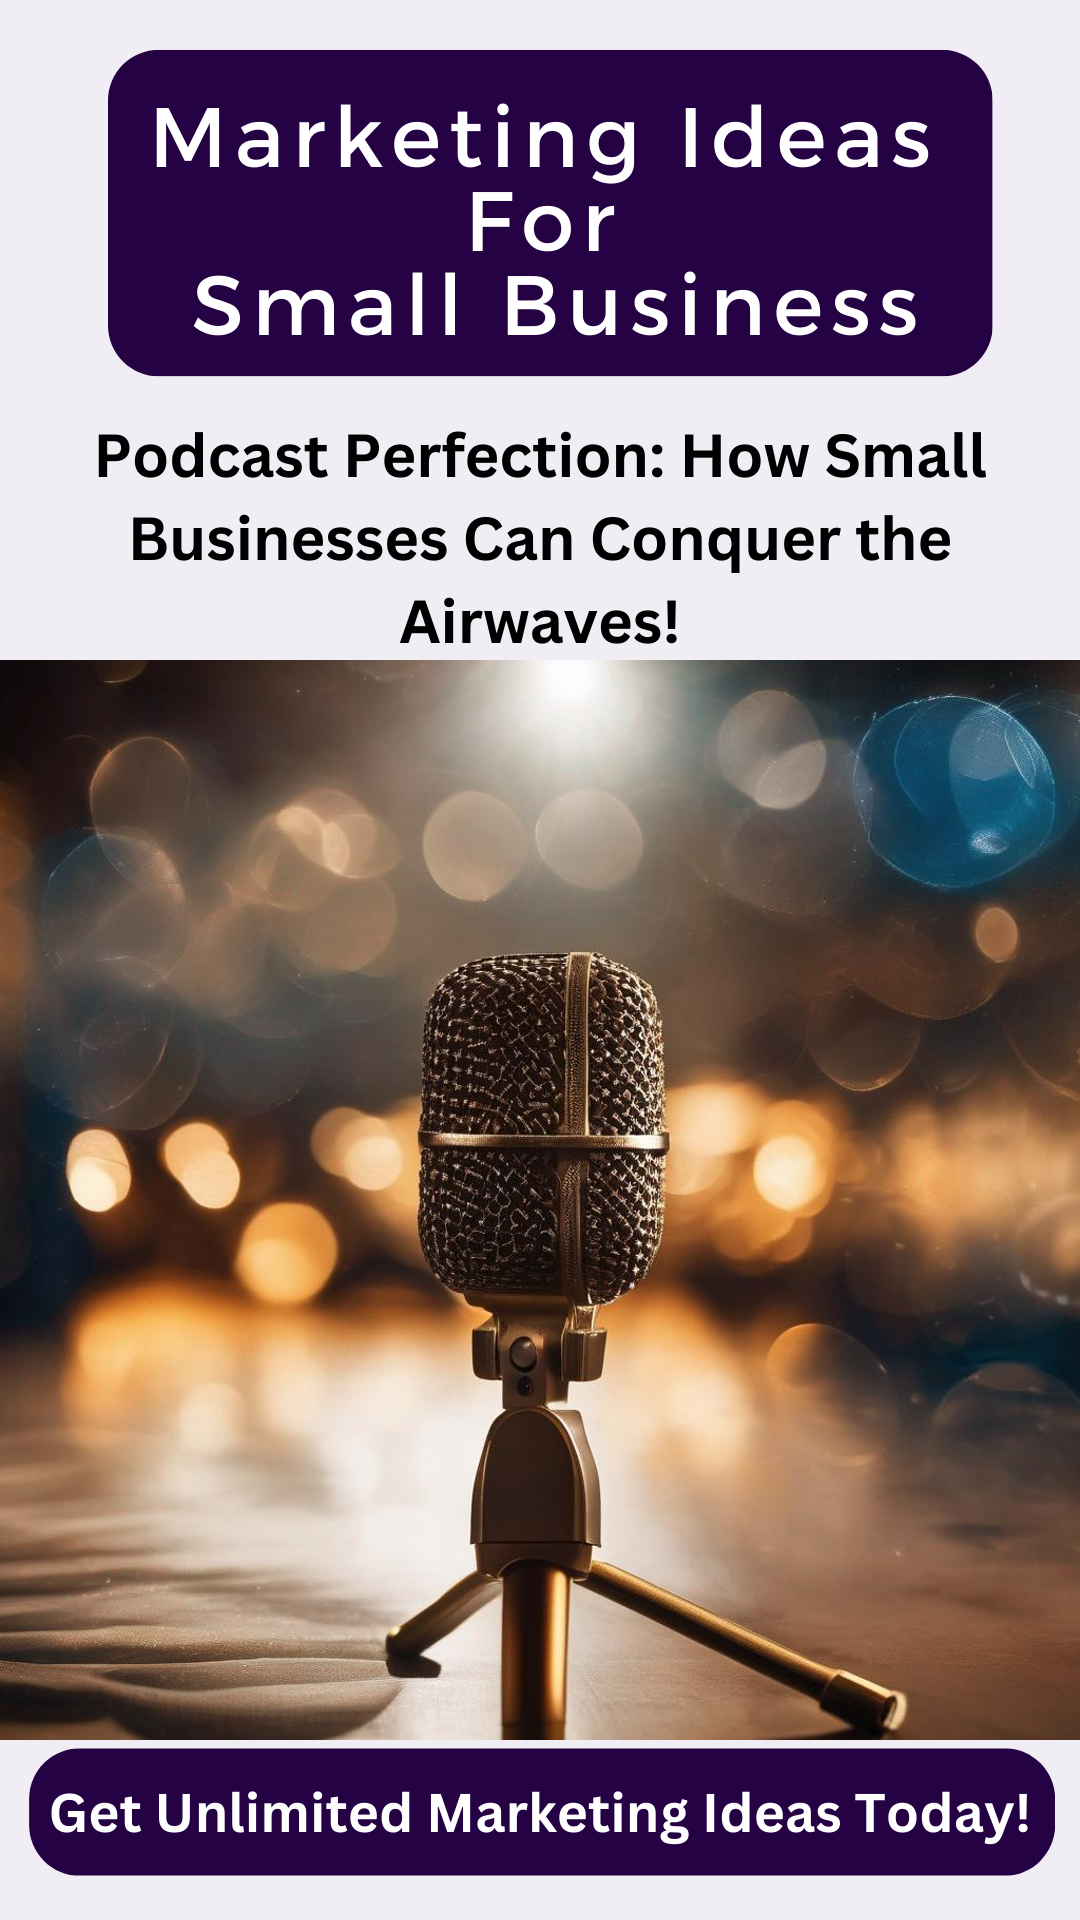 Marketing Ideas
For
Small Business
Podcast Perfection: How Small
Businesses Can Conquer the
Airwaves!
Get Unlimited Marketing Ideas Today!